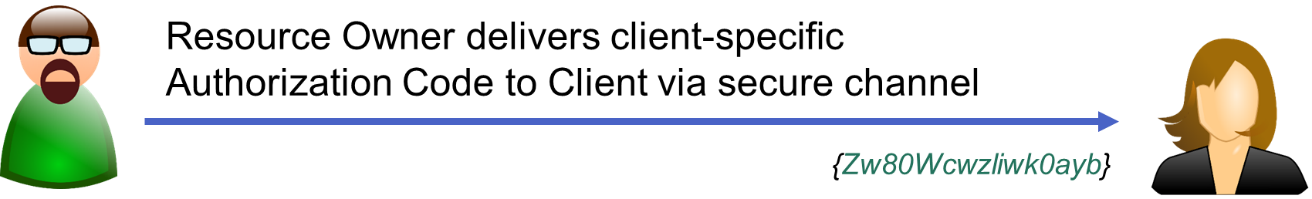 Resource Owner delivers client-specific
Authorization Code to Client via secure channel
{Zw80Wcwzliwk0ayb}